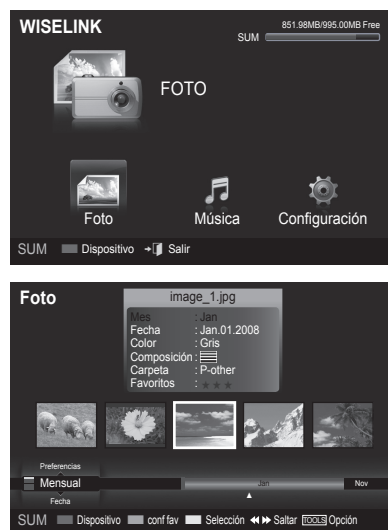 WISELINK
851.98MB/995.00MB Free
SUM
FOTO
Foto Música Configuración
SUM Dispositivo Salir
Foto
image_1.jpg
Mes : Jan
Fecha : Jan.01.2008
Color : Gris
Composición :
Carpeta : P-other
Favoritos : ★ ★ ★
Preferencias
Mensual Jan Nov
Fecha
SUM Dispositivo conf fav Selección ◄◄ ►► Saltar TOOLS Opción